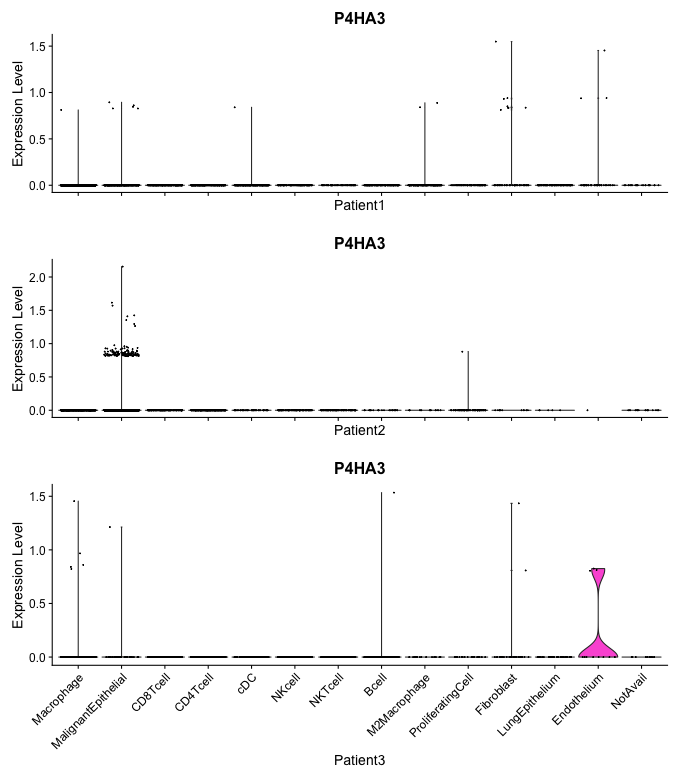 P4HA3
Expression Level
1.5
1.0
0.5
0.0
Patient1
P4HA3
Expression Level
2.0
1.5
1.0
0.5
0.0
Patient2
P4HA3
Expression Level
1.5
1.0
0.5
0.0
Macrophage
MalignantEpithelial
CD8Tcell
CD4Tcell
cDC
NKcell
NKTcell
Bcell
M2Macrophage
ProliferatingCell
Fibroblast
LungEpithelium
Endothelium
NotAvail
Patient3